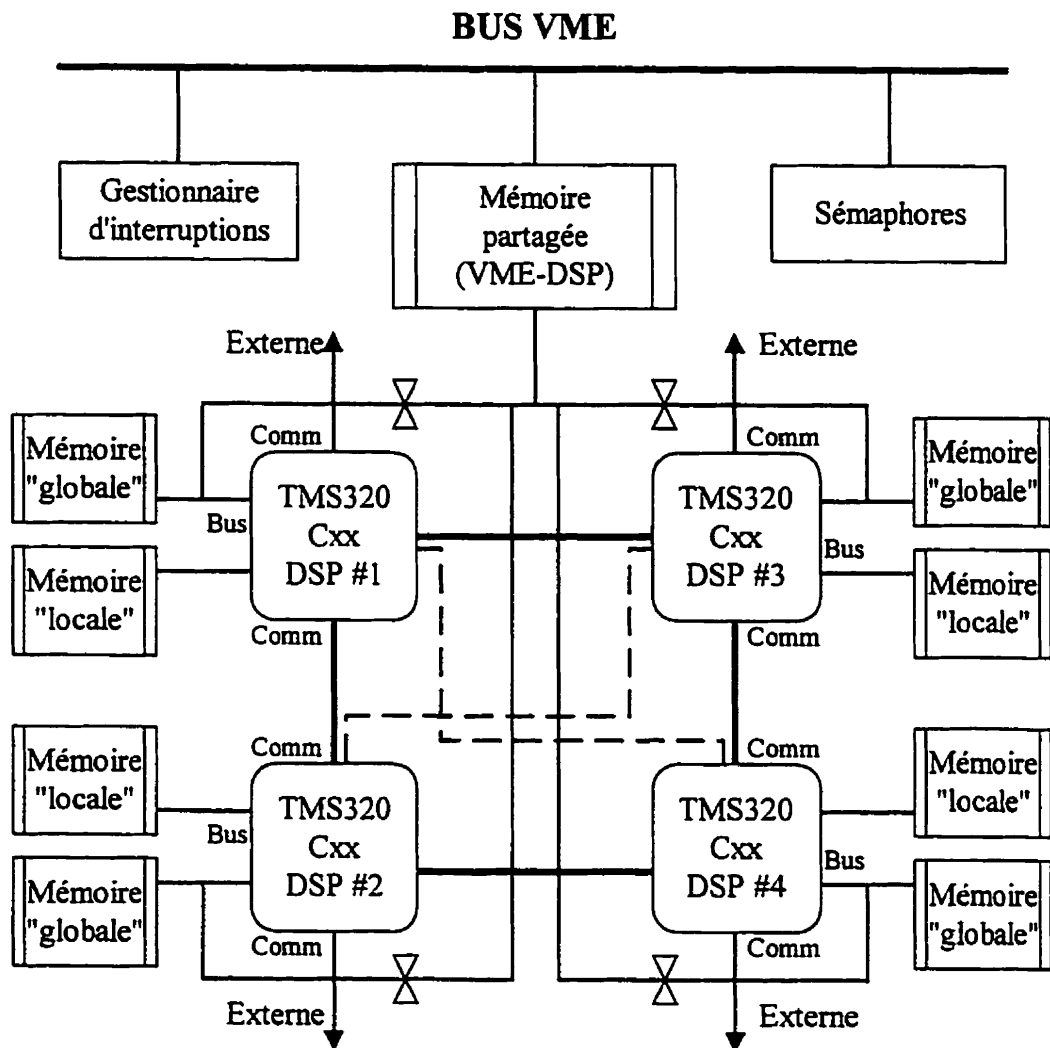 BUS VME
Gestionnaire
d'interruptions
Mémoire
partagée
(VME-DSP)
Sémaphores
Externe
Externe
Comm
Comm
Mémoire
"globale"
Mémoire
"globale"
TMS320
Cxx
DSP #1
TMS320
Cxx
DSP #3
Bus
Bus
Mémoire
"locale"
Mémoire
"locale"
Comm
Comm
Comm
Comm
Mémoire
"locale"
Mémoire
"locale"
TMS320
Cxx
DSP #2
TMS320
Cxx
DSP #4
Bus
Bus
Mémoire
"globale"
Mémoire
"globale"
Comm
Comm
Externe
Externe